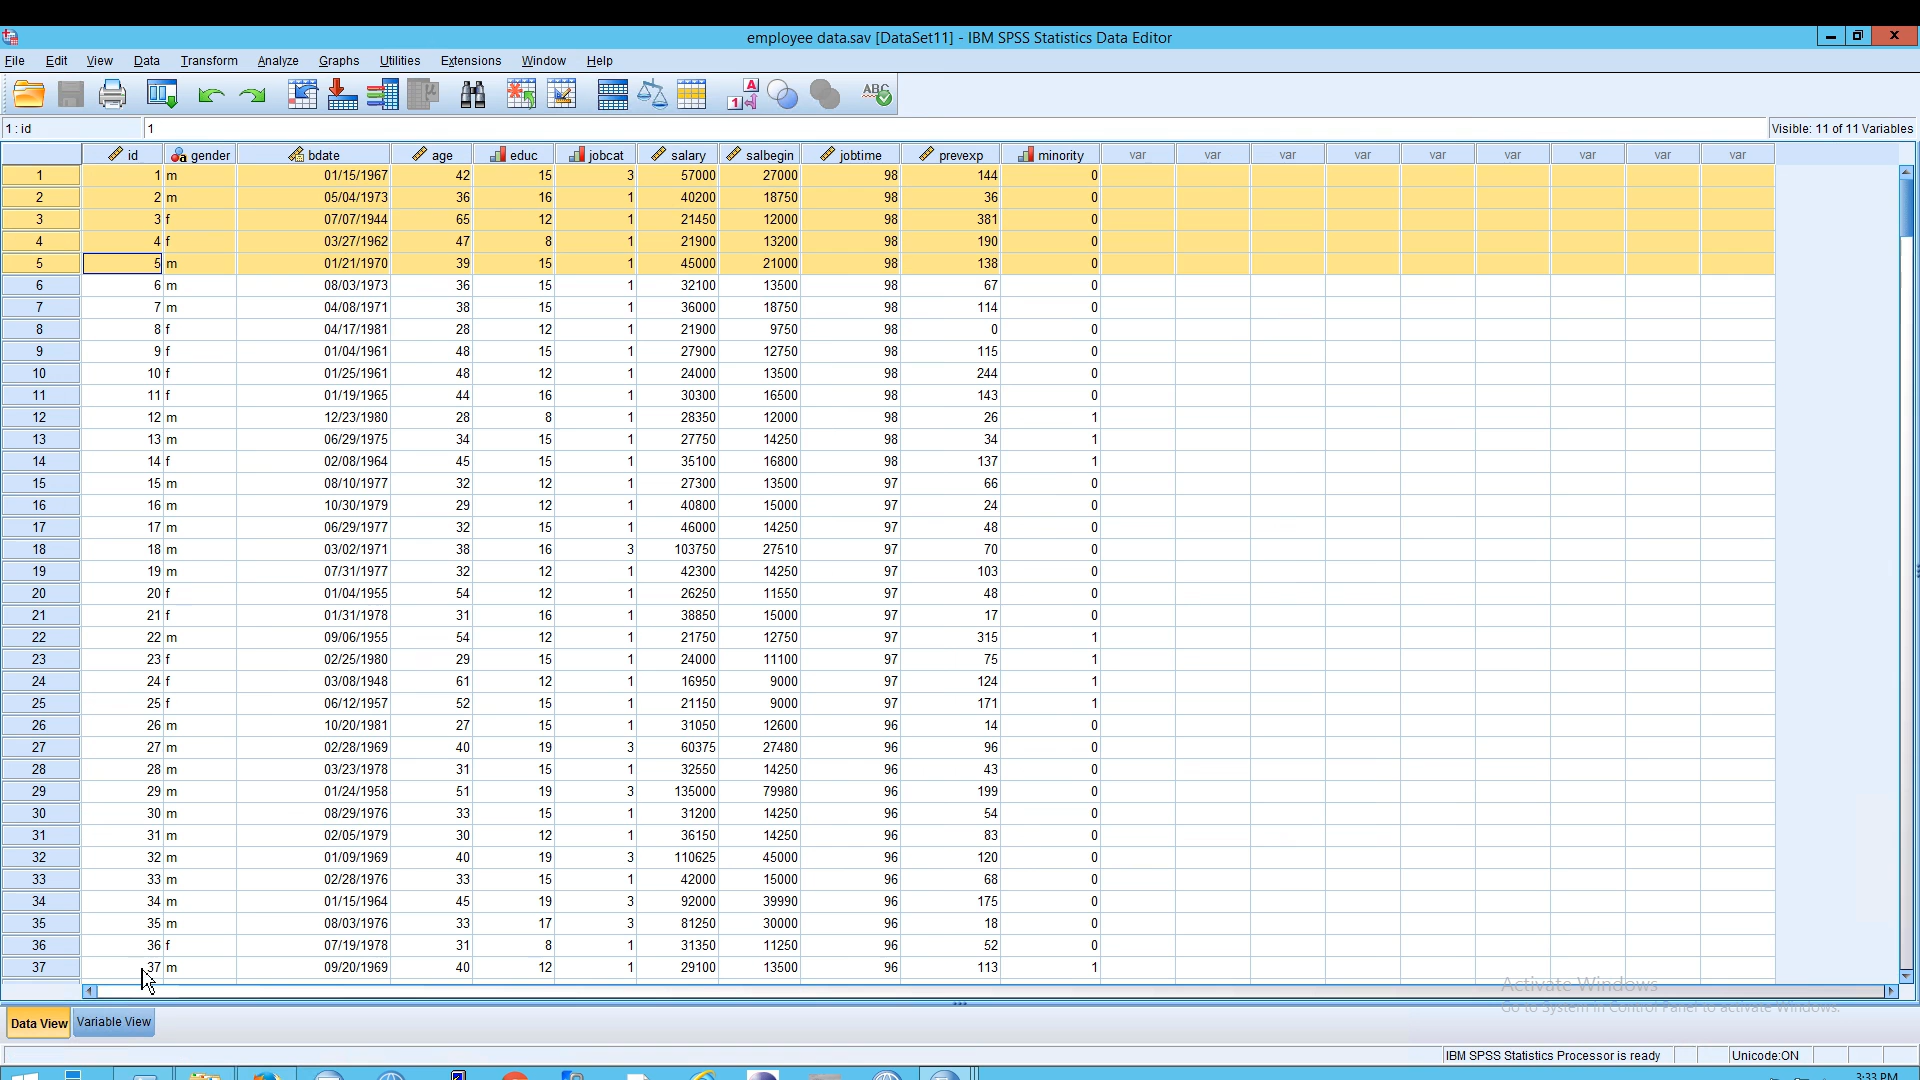 employee data.sav [DataSet11] - IBM SPSS Statistics Data Editor
File Edit View Data Transform Analyze Graphs Utilities Extensions Window Help
1 : id 1 Visible: 11 of 11 Variables
id gender bdate age educ jobcat salary salbegin jobtime prevexp minority var var var var var var var var var
1 1 m 01/15/1967 42 15 3 57000 27000 98 144 0
2 2 m 05/04/1973 36 16 1 40200 18750 98 36 0
3 3 f 07/07/1944 65 12 1 21450 12000 98 381 0
4 4 f 03/27/1962 47 8 1 21900 13200 98 190 0
5 5 m 01/21/1970 39 15 1 45000 21000 98 138 0
6 6 m 08/03/1973 36 15 1 32100 13500 98 67 0
7 7 m 04/08/1971 38 15 1 36000 18750 98 114 0
8 8 f 04/17/1981 28 12 1 21900 9750 98 0 0
9 9 f 01/04/1961 48 15 1 27900 12750 98 115 0
10 10 f 01/25/1961 48 12 1 24000 13500 98 244 0
11 11 f 01/19/1965 44 16 1 30300 16500 98 143 0
12 12 m 12/23/1980 28 8 1 28350 12000 98 26 1
13 13 m 06/29/1975 34 15 1 27750 14250 98 34 1
14 14 f 02/08/1964 45 15 1 35100 16800 98 137 1
15 15 m 08/10/1977 32 12 1 27300 13500 97 66 0
16 16 m 10/30/1979 29 12 1 40800 15000 97 24 0
17 17 m 06/29/1977 32 15 1 46000 14250 97 48 0
18 18 m 03/02/1971 38 16 3 103750 27510 97 70 0
19 19 m 07/31/1977 32 12 1 42300 14250 97 103 0
20 20 f 01/04/1955 54 12 1 26250 11550 97 48 0
21 21 f 01/31/1978 31 16 1 38850 15000 97 17 0
22 22 m 09/06/1955 54 12 1 21750 12750 97 315 1
23 23 f 02/25/1980 29 15 1 24000 11100 97 75 1
24 24 f 03/08/1948 61 12 1 16950 9000 97 124 1
25 25 f 06/12/1957 52 15 1 21150 9000 97 171 1
26 26 m 10/20/1981 27 15 1 31050 12600 96 14 0
27 27 m 02/28/1969 40 19 3 60375 27480 96 96 0
28 28 m 03/23/1978 31 15 1 32550 14250 96 43 0
29 29 m 01/24/1958 51 19 3 135000 79980 96 199 0
30 30 m 08/29/1976 33 15 1 31200 14250 96 54 0
31 31 m 02/05/1979 30 12 1 36150 14250 96 83 0
32 32 m 01/09/1969 40 19 3 110625 45000 96 120 0
33 33 m 02/28/1976 33 15 1 42000 15000 96 68 0
34 34 m 01/15/1964 45 19 3 92000 39990 96 175 0
35 35 m 08/03/1976 33 17 3 81250 30000 96 18 0
36 36 f 07/19/1978 31 8 1 31350 11250 96 52 0
37 37 m 09/20/1969 40 12 1 29100 13500 96 113 1
Activate Windows
Go to System in Control Panel to activate Windows.
Data View Variable View
IBM SPSS Statistics Processor is ready Unicode:ON
3:33 PM